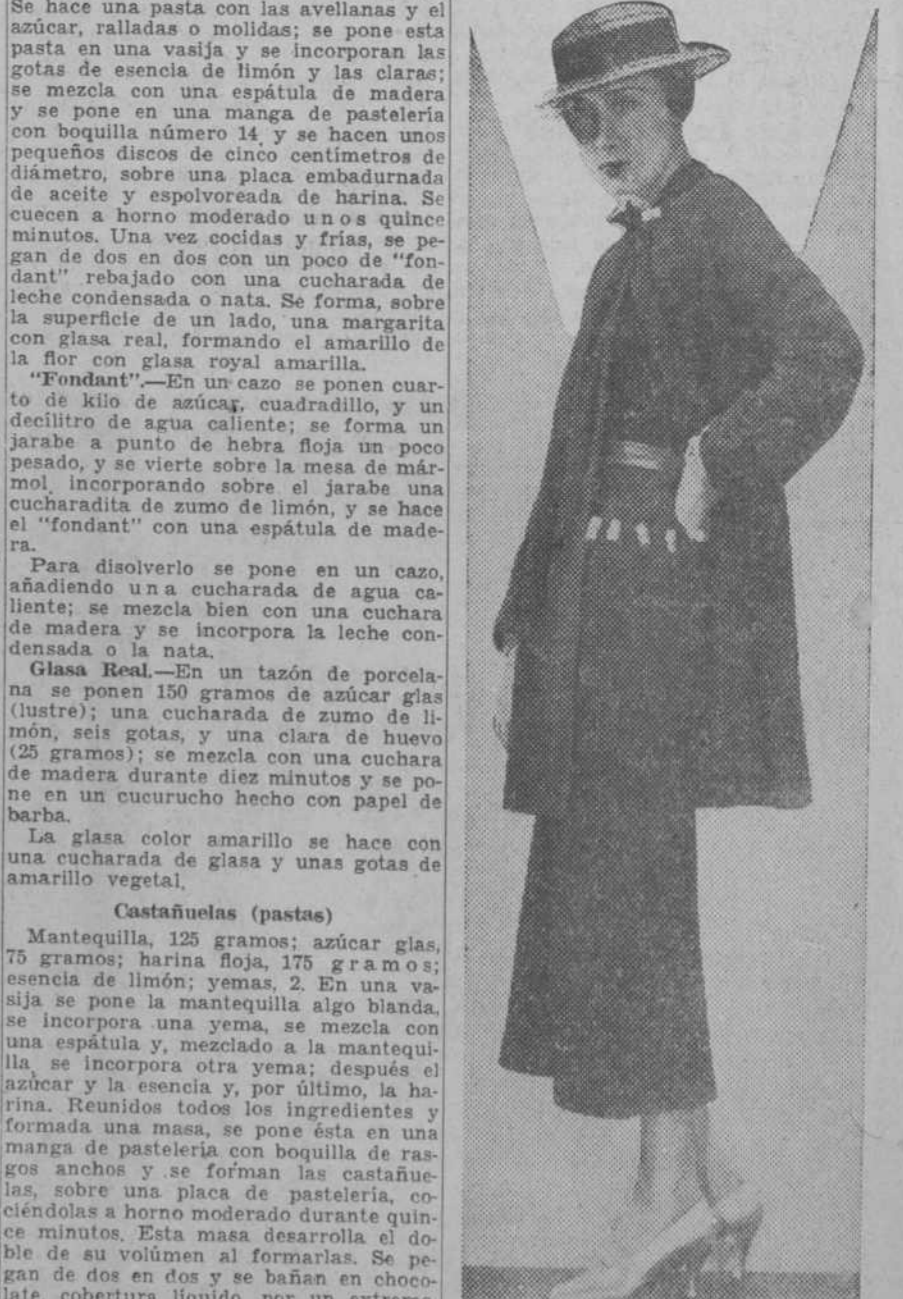 Se hace una pasta con las avellanas y el
azúcar, ralladas o molidas; se pone esta
pasta en una vasija y se incorporan las
gotas de esencia de limón y las claras;
se mezcla con una espátula de madera
y se pone en una manga de pastelería
con boquilla número 14, y se hacen unos
pequeños discos de cinco centímetros de
diámetro, sobre una placa embadurnada
de aceite y espolvoreada de harina. Se
cuecen a horno moderado unos quince
minutos. Una vez cocidas y frías, se pe-
gan de dos en dos con un poco de "fon-
dant" rebajado con una cucharada de
leche condensada o nata. Se forma, sobre
la superficie de un lado, una margarita
con glasa real, formando el amarillo de
la flor con glasa royal amarilla.
"Fondant".—En un cazo se ponen cuar-
to de kilo de azúcar, cuadradillo, y un
decilitro de agua caliente; se forma un
jarabe a punto de hebra floja un poco
pesado, y se vierte sobre la mesa de már-
mol, incorporando sobre el jarabe una
cucharadita de zumo de limón, y se hace
el "fondant" con una espátula de made-
ra.
Para disolverlo se pone en un cazo,
añadiendo una cucharada de agua ca-
liente; se mezcla bien con una cuchara
de madera y se incorpora la leche con-
densada o la nata.
Glasa Real.—En un tazón de porcela-
na se ponen 150 gramos de azúcar glas
(lustre); una cucharada de zumo de li-
món, seis gotas, y una clara de huevo
(25 gramos); se mezcla con una cuchara
de madera durante diez minutos y se po-
ne en un cucurucho hecho con papel de
barba.
La glasa color amarillo se hace con
una cucharada de glasa y unas gotas de
amarillo vegetal.
Castañuelas (pastas)
Mantequilla, 125 gramos; azúcar glas,
75 gramos; harina floja, 175 gramos;
esencia de limón; yemas, 2. En una va-
sija se pone la mantequilla algo blanda,
se incorpora una yema, se mezcla con
una espátula y, mezclado a la mantequi-
lla, se incorpora otra yema; después el
azúcar y la esencia y, por último, la ha-
rina. Reunidos todos los ingredientes y
formada una masa, se pone ésta en una
manga de pastelería con boquilla de ras-
gos anchos y se forman las castañue-
las, sobre una placa de pastelería, co-
ciéndolas a horno moderado durante quin-
ce minutos. Esta masa desarrolla el do-
ble de su volúmen al formarlas. Se pe-
gan de dos en dos y se bañan en choco-
late cobertura líquido, por un extremo